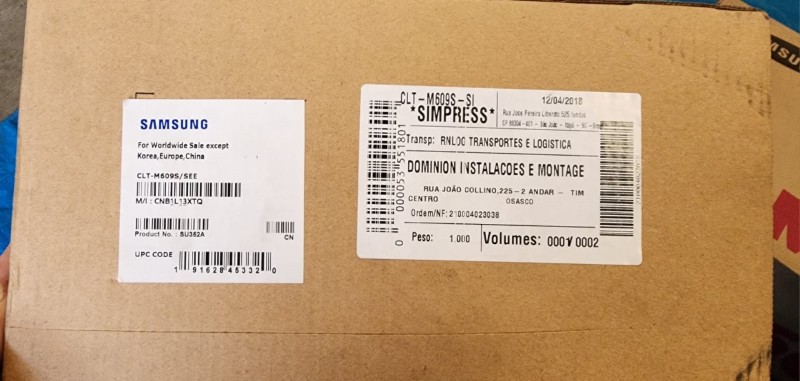 SAMSUNG
For Worldwide Sale except
Korea,Europe,China
CLT-M609S/SEE
M/I : CNB1L13XTQ
Product No. : SU352A
CN
UPC CODE
1 91628 45332 0
CLT-M609S-SI
*SIMPRESS*
12/04/2018
Transp: RNLOG TRANSPORTES E LOGISTICA
DOMINION INSTALACOES E MONTAGE
RUA JOÃO COLLINO,225 - 2 ANDAR - TIM
CENTRO OSASCO
Ordem/NF: 210004023038
Peso: 1.000
Volumes: 0001/0002